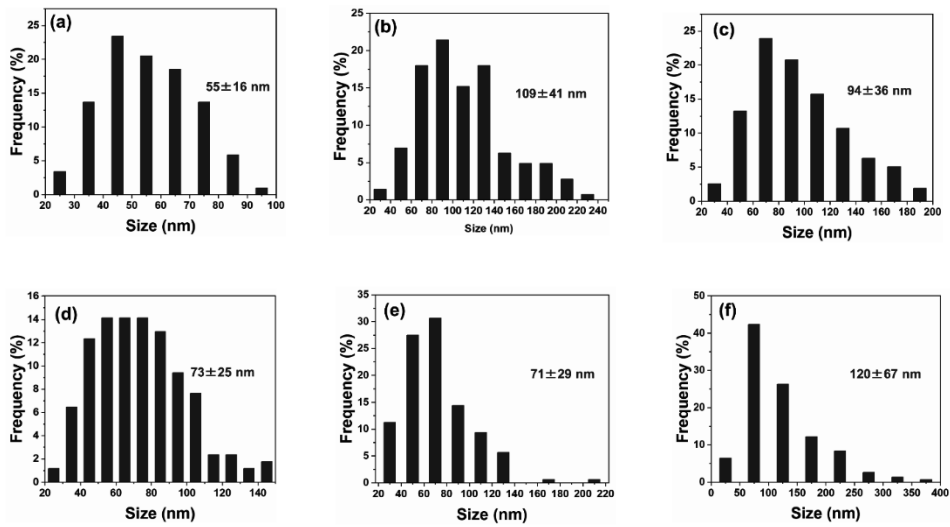 (a)
55±16 nm
Frequency (%)
25
20
15
10
5
0
20 30 40 50 60 70 80 90 100
Size (nm)
(b)
109±41 nm
Frequency (%)
25
20
15
10
5
0
20 40 60 80 100 120 140 160 180 200 220 240
Size (nm)
(c)
94±36 nm
Frequency (%)
25
20
15
10
5
0
20 40 60 80 100 120 140 160 180 200
Size (nm)
(d)
73±25 nm
Frequency (%)
16
14
12
10
8
6
4
2
0
20 40 60 80 100 120 140
Size (nm)
(e)
71±29 nm
Frequency (%)
35
30
25
20
15
10
5
0
20 40 60 80 100 120 140 160 180 200 220
Size (nm)
(f)
120±67 nm
Frequency (%)
50
40
30
20
10
0
0 50 100 150 200 250 300 350 400
Size (nm)